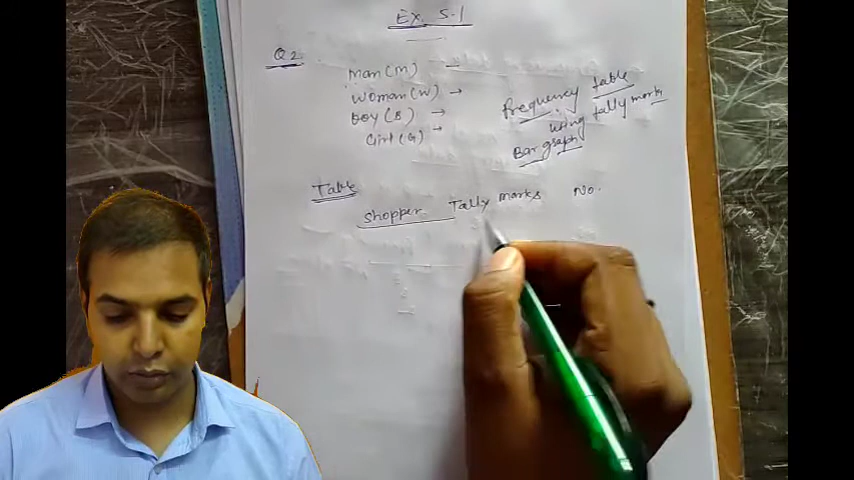 EX. 5.1
Q2
Man (M)
Woman (W) →
Boy (B) →
Girl (G) →
Frequency table
using tally marks
Bar graph
Table
Shopper Tally marks No.